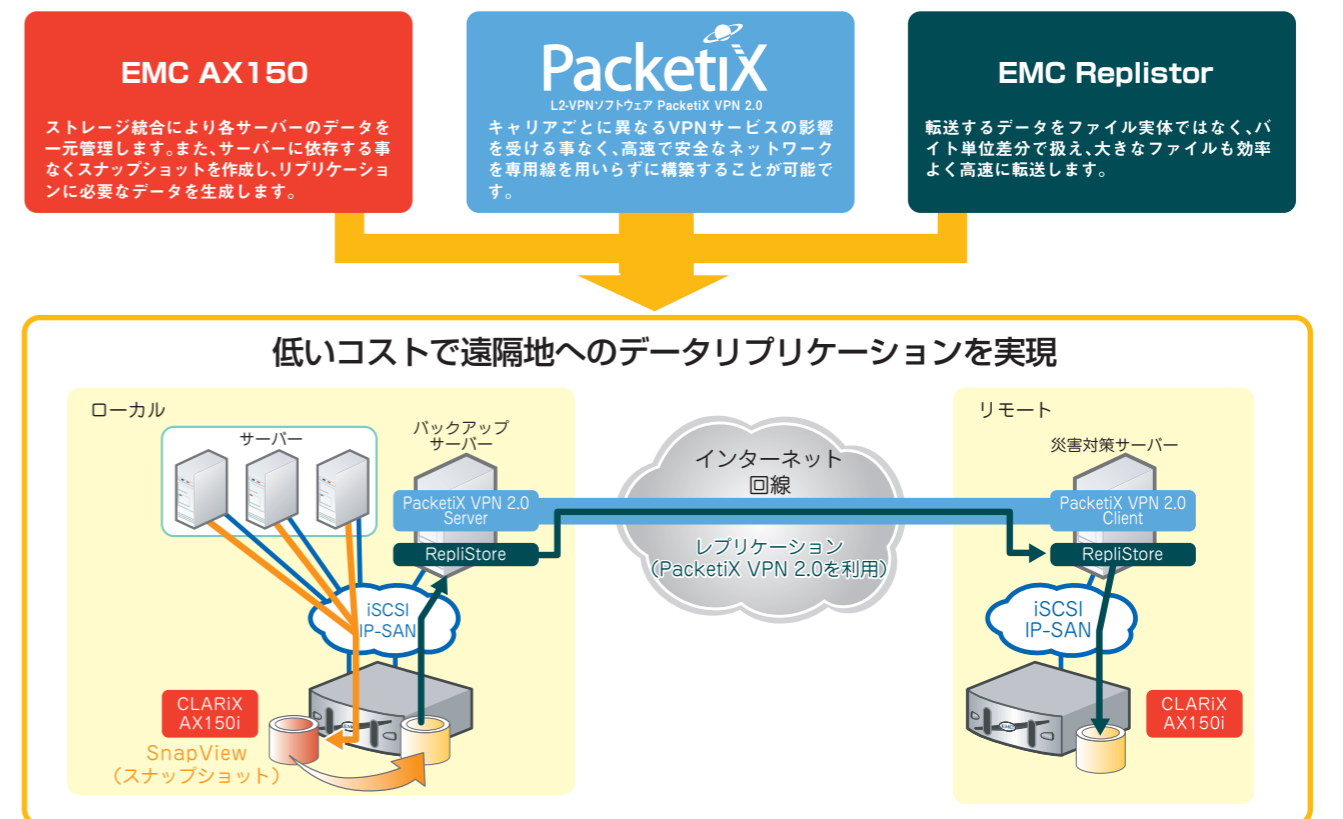 EMC AX150
ストレージ統合により各サーバーのデータを
一元管理します。また、サーバーに依存する事
なくスナップショットを作成し、リプリケーショ
ンに必要なデータを生成します。
PacketiX
L2-VPNソフトウェア PacketiX VPN 2.0
キャリアごとに異なるVPNサービスの影響
を受ける事なく、高速で安全なネットワーク
を専用線を用いらずに構築することが可能で
す。
EMC Replistor
転送するデータをファイル実体ではなく、バ
イト単位差分で扱え、大きなファイルも効率
よく高速に転送します。
低いコストで遠隔地へのデータリプリケーションを実現
ローカル
サーバー
バックアップ
サーバー
PacketiX VPN 2.0
Server
RepliStore
iSCSI
IP-SAN
CLARiX
AX150i
EMC
SnapView
(スナップショット)
インターネット
回線
レプリケーション
(PacketiX VPN 2.0を利用)
リモート
災害対策サーバー
PacketiX VPN 2.0
Client
RepliStore
iSCSI
IP-SAN
EMC
CLARiX
AX150i